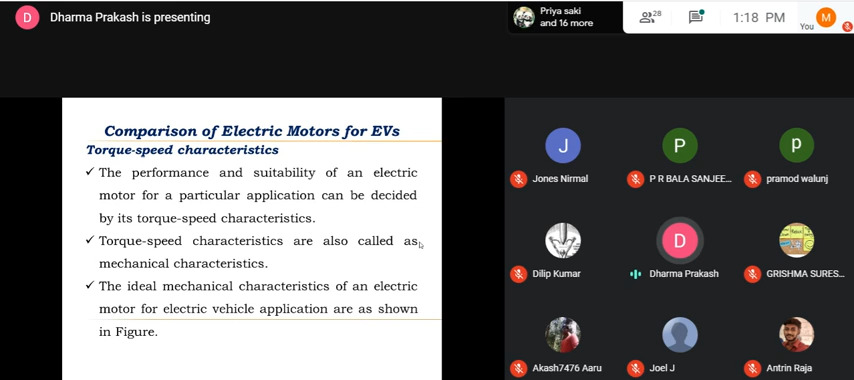 D Dharma Prakash is presenting
Priya saki
and 16 more
28
1:18 PM
You
M
Comparison of Electric Motors for EVs
Torque-speed characteristics
✓ The performance and suitability of an electric
motor for a particular application can be decided
by its torque-speed characteristics.
✓ Torque-speed characteristics are also called as
mechanical characteristics.
✓ The ideal mechanical characteristics of an electric
motor for electric vehicle application are as shown
in Figure.
J
P
p
Jones Nirmal
P R BALA SANJEE...
pramod walunj
D
Dilip Kumar
Dharma Prakash
GRISHMA SURES...
Akash7476 Aaru
Joel J
Antrin Raja